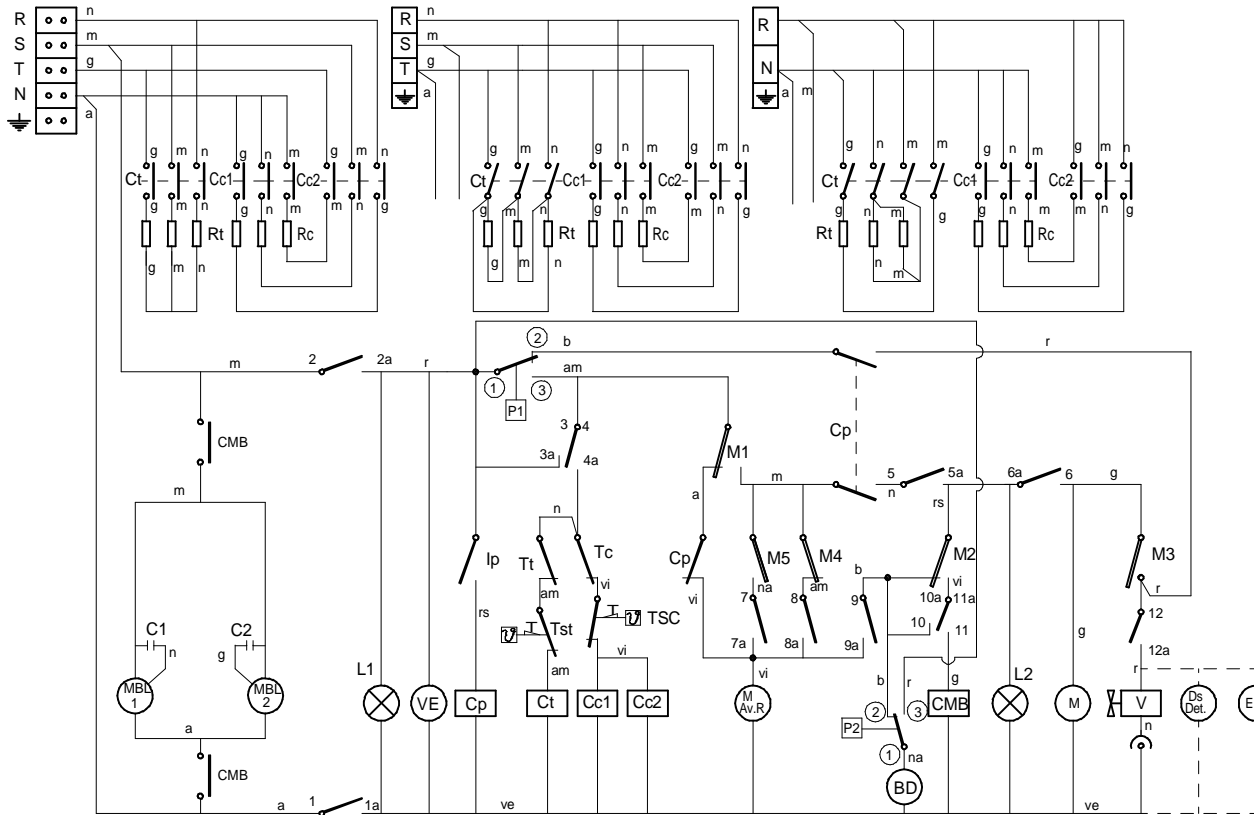 R n R n R
S m S m
T g T g N
N a a a m
g m n g n m g m n
g m n g n m g m n
g n m m g n m g m n
Ct Cc1 Cc2 Ct Cc1 Cc2 Ct Cc1 Cc2
g m n g n m m n g
g m n g n m m n g
g n m g g n m m n g
Rt Rc Rt Rc Rt Rc
g m n m n n m
m 2 2a r 2 b r
1 3 am
P1
CMB 3 4 Cp
3a 4a M1
m m 5 5a 6a 6 g
n rs
a
n
Ip Tt Tc Cp M5 M4 b M2 M3
am vi vi na am vi r
10a 11a
rs Tst TSC 7 8 9 10 12
ϑ ϑ
7a 8a 9a 11 12a
am vi vi g r
C1 C2
n g
L1 b r L2
MBL 1 MBL 2 VE Cp Ct Cc1 Cc2 M Av.R 2 3 CMB M V Ds Det. E
P2 n
a 1 na
CMB BD
a 1 1a ve ve